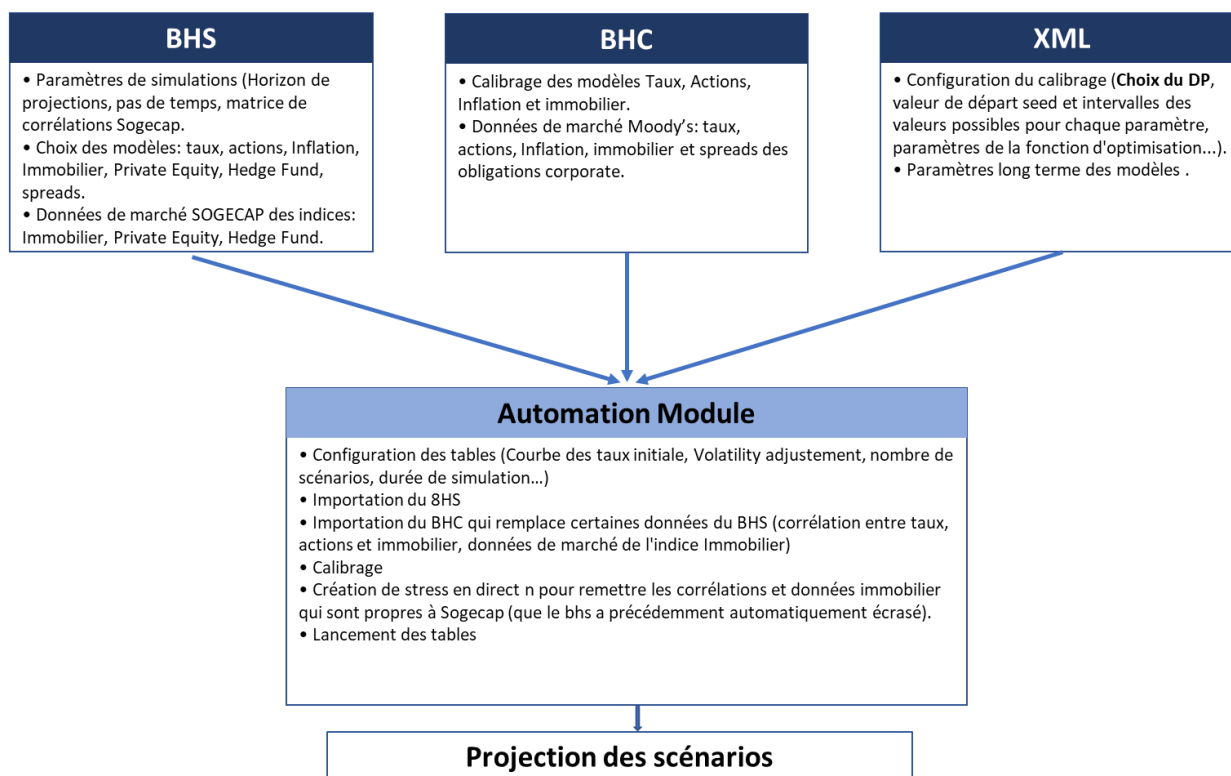 BHS
• Paramètres de simulations (Horizon de
projections, pas de temps, matrice de
corrélations Sogecap.
• Choix des modèles: taux, actions, Inflation,
Immobilier, Private Equity, Hedge Fund,
spreads.
• Données de marché SOGECAP des indices:
Immobilier, Private Equity, Hedge Fund.
BHC
• Calibrage des modèles Taux, Actions,
Inflation et immobilier.
• Données de marché Moody's: taux,
actions, Inflation, immobilier et spreads des
obligations corporate.
XML
• Configuration du calibrage (Choix du DP,
valeur de départ seed et intervalles des
valeurs possibles pour chaque paramètre,
paramètres de la fonction d'optimisation...).
• Paramètres long terme des modèles .
Automation Module
• Configuration des tables (Courbe des taux initiale, Volatility adjustement, nombre de
scénarios, durée de simulation...)
• Importation du 8HS
• Importation du BHC qui remplace certaines données du BHS (corrélation entre taux,
actions et immobilier, données de marché de l'indice Immobilier)
• Calibrage
• Création de stress en direct n pour remettre les corrélations et données immobilier
qui sont propres à Sogecap (que le bhs a précédemment automatiquement écrasé).
• Lancement des tables
Projection des scénarios